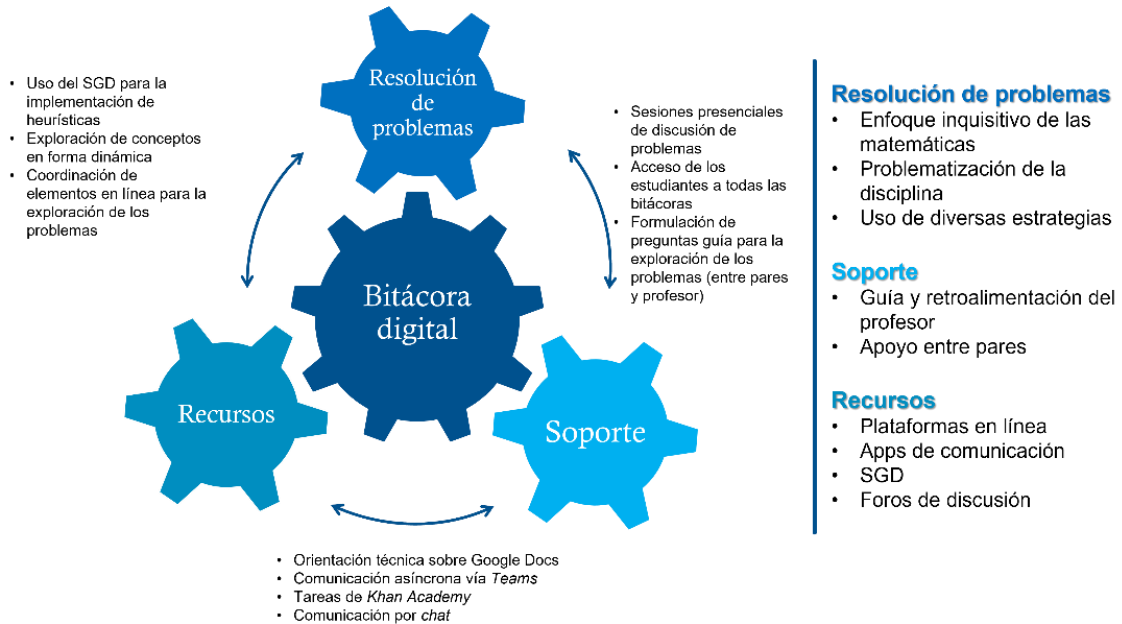 Resolución
de
problemas
• Uso del SGD para la
implementación de
heurísticas
• Exploración de conceptos
en forma dinámica
• Coordinación de
elementos en línea para la
exploración de los
problemas
• Sesiones presenciales
de discusión de
problemas
• Acceso de los
estudiantes a todas las
bitácoras
• Formulación de
preguntas guía para la
exploración de los
problemas (entre pares
y profesor)
Bitácora
digital
Recursos
Soporte
• Orientación técnica sobre Google Docs
• Comunicación asíncrona vía Teams
• Tareas de Khan Academy
• Comunicación por chat
Resolución de problemas
• Enfoque inquisitivo de las
matemáticas
• Problematización de la
disciplina
• Uso de diversas estrategias
Soporte
• Guía y retroalimentación del
profesor
• Apoyo entre pares
Recursos
• Plataformas en línea
• Apps de comunicación
• SGD
• Foros de discusión